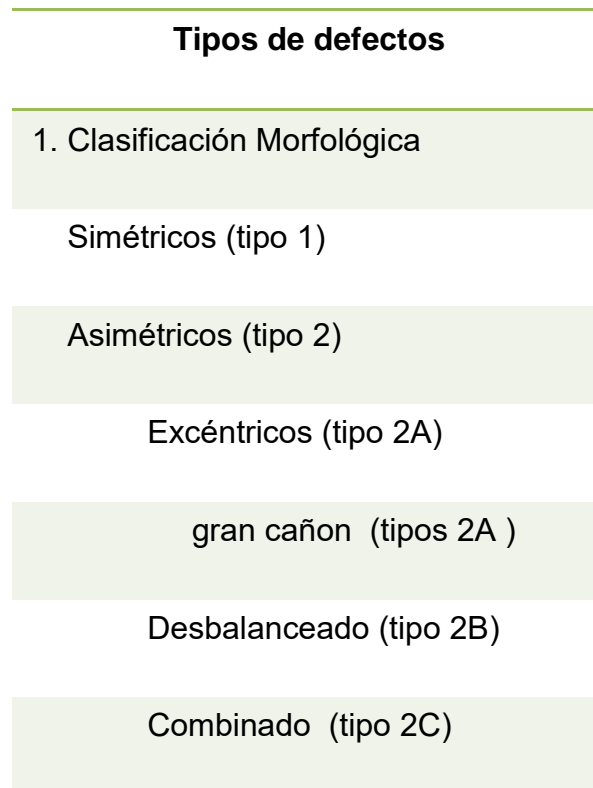 Tipos de defectos
1. Clasificación Morfológica
Simétricos (tipo 1)
Asimétricos (tipo 2)
Excéntricos (tipo 2A)
gran cañon  (tipos 2A )
Desbalanceado (tipo 2B)
Combinado  (tipo 2C)